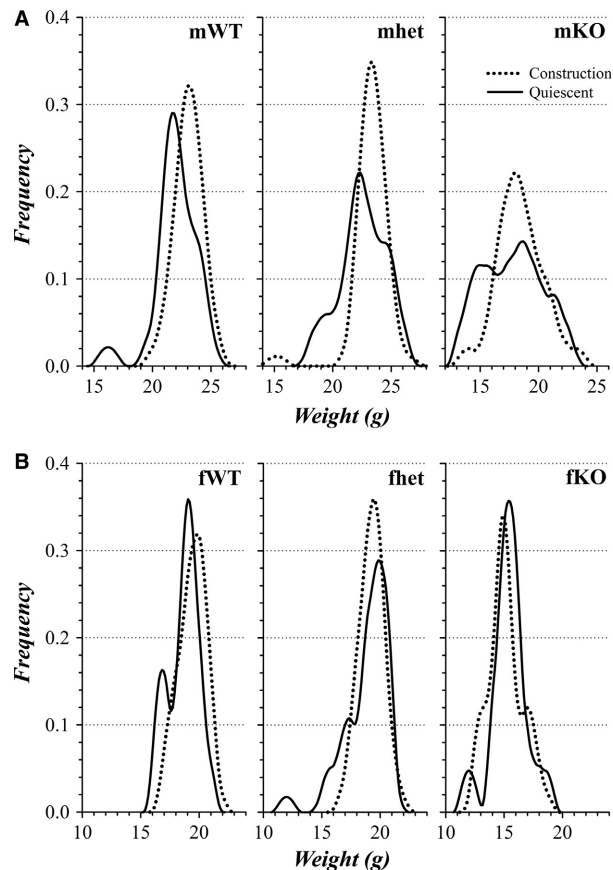 A
mWT
mhet
mKO
Construction
Quiescent
Frequency
0.4
0.3
0.2
0.1
0.0
15 20 25
15 20 25
15 20 25
Weight (g)
B
fWT
fhet
fKO
Frequency
0.4
0.3
0.2
0.1
0.0
10 15 20
10 15 20
10 15 20
Weight (g)